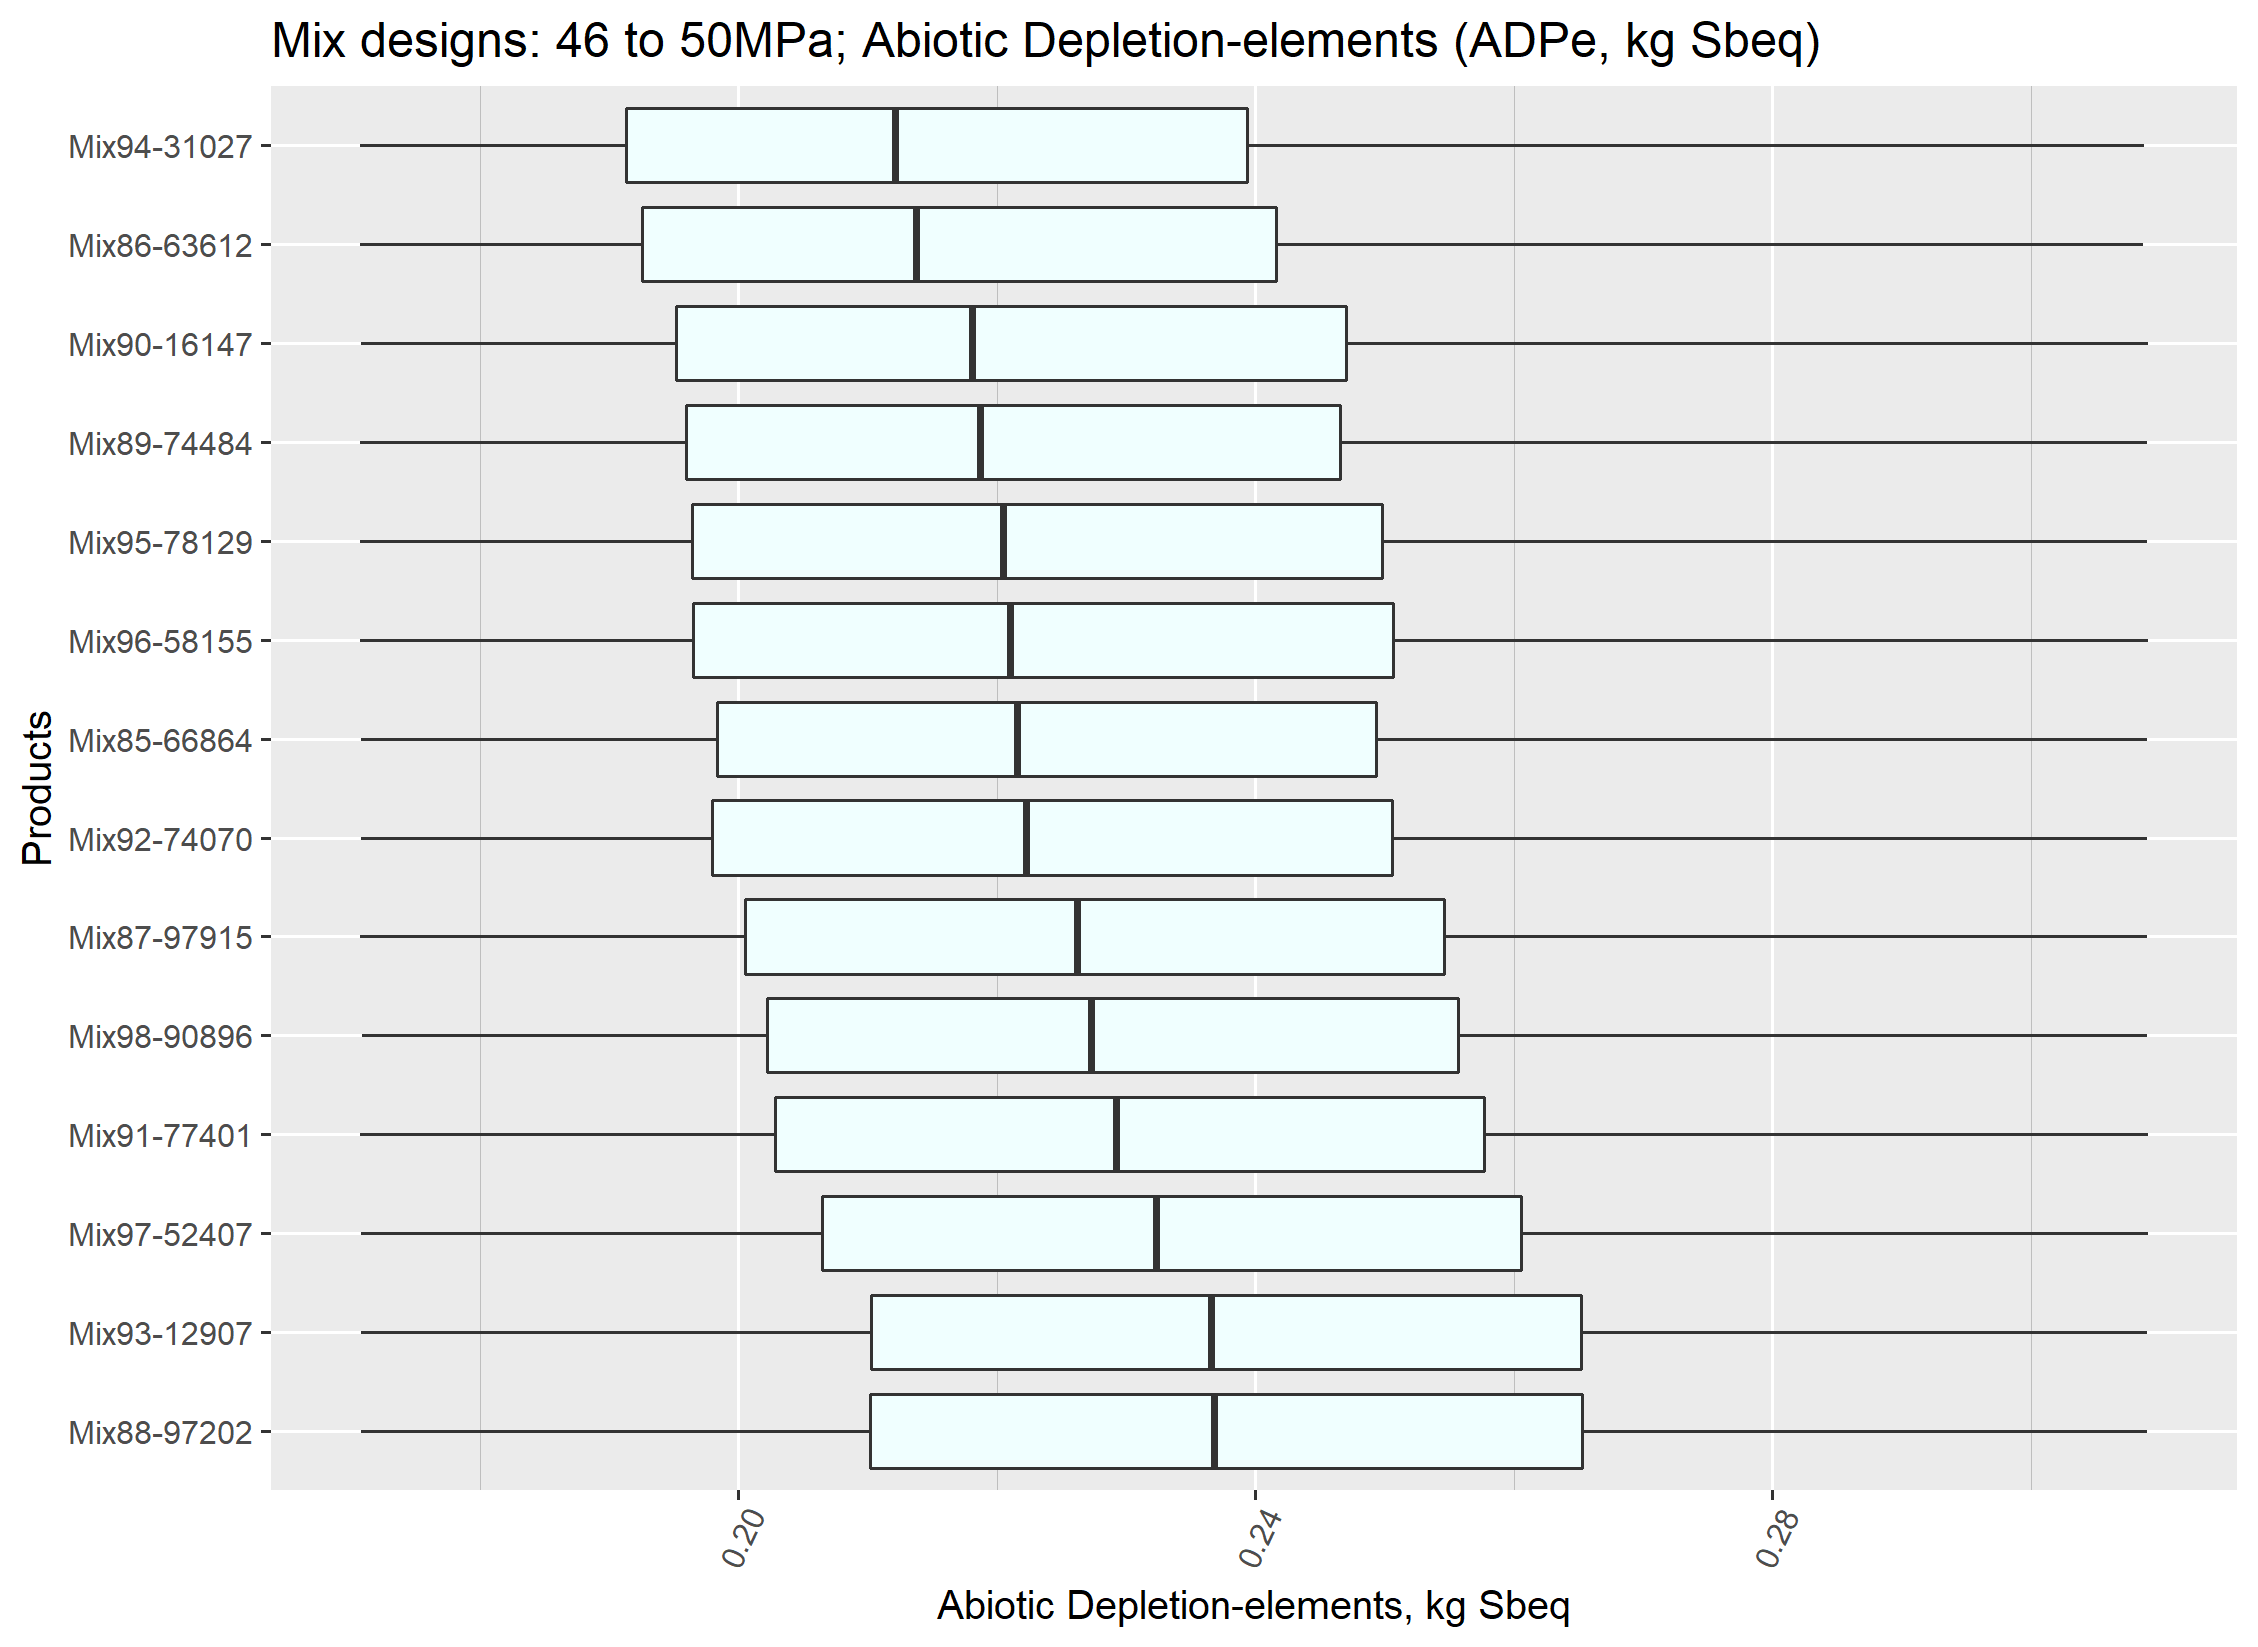 Mix designs: 46 to 50MPa; Abiotic Depletion-elements (ADPe, kg Sbeq)
Products
Mix94-31027
Mix86-63612
Mix90-16147
Mix89-74484
Mix95-78129
Mix96-58155
Mix85-66864
Mix92-74070
Mix87-97915
Mix98-90896
Mix91-77401
Mix97-52407
Mix93-12907
Mix88-97202
0.20
0.24
0.28
Abiotic Depletion-elements, kg Sbeq